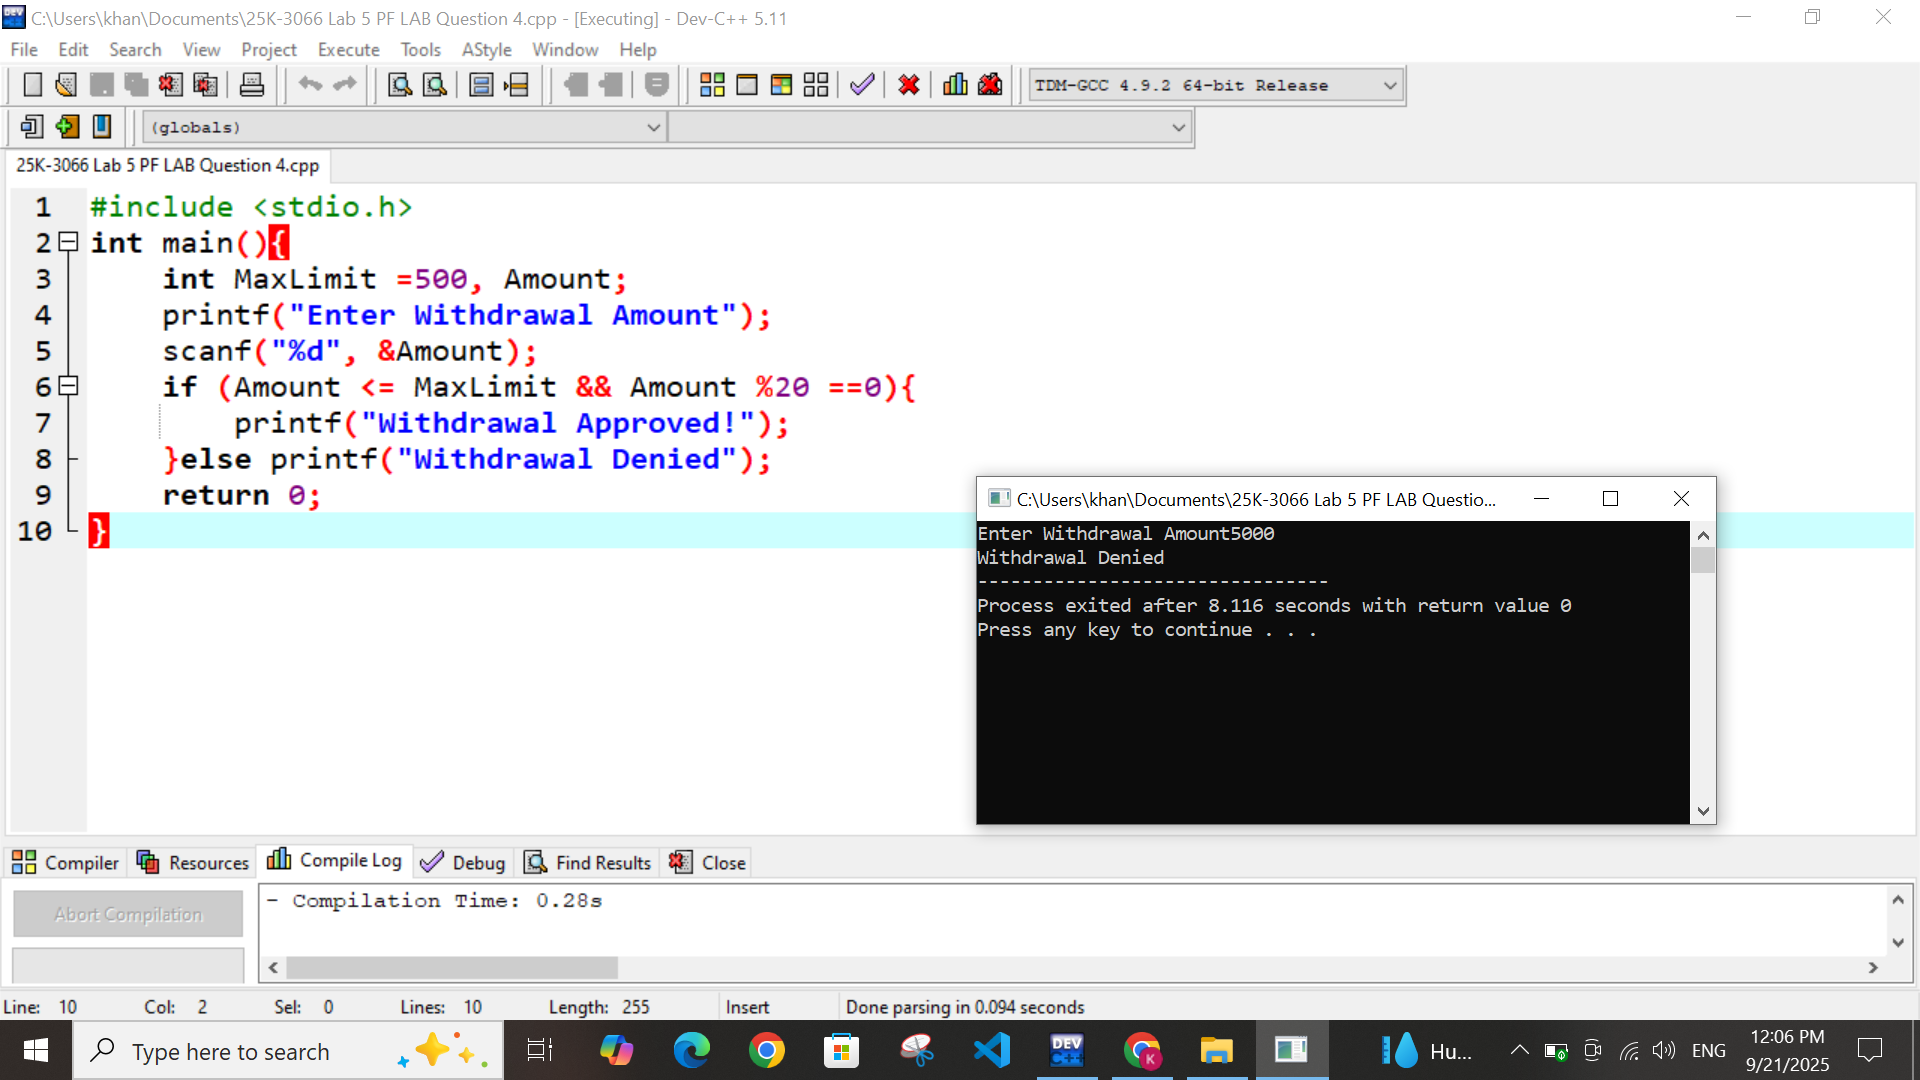 C:\Users\khan\Documents\25K-3066 Lab 5 PF LAB Question 4.cpp - [Executing] - Dev-C++ 5.11
File Edit Search View Project Execute Tools AStyle Window Help
TDM-GCC 4.9.2 64-bit Release
(globals)
25K-3066 Lab 5 PF LAB Question 4.cpp
1 #include <stdio.h>
2 int main(){
3 int MaxLimit =500, Amount;
4 printf("Enter Withdrawal Amount");
5 scanf("%d", &Amount);
6 if (Amount <= MaxLimit && Amount %20 ==0){
7 printf("Withdrawal Approved!");
8 }else printf("Withdrawal Denied");
9 return 0;
10 }
C:\Users\khan\Documents\25K-3066 Lab 5 PF LAB Questio...
Enter Withdrawal Amount5000
Withdrawal Denied
--------------------------------
Process exited after 8.116 seconds with return value 0
Press any key to continue . . .
Compiler Resources Compile Log Debug Find Results Close
Abort Compilation
- Compilation Time: 0.28s
Line: 10 Col: 2 Sel: 0 Lines: 10 Length: 255 Insert Done parsing in 0.094 seconds
Type here to search
DEV C++
K
Hu...
ENG
12:06 PM
9/21/2025